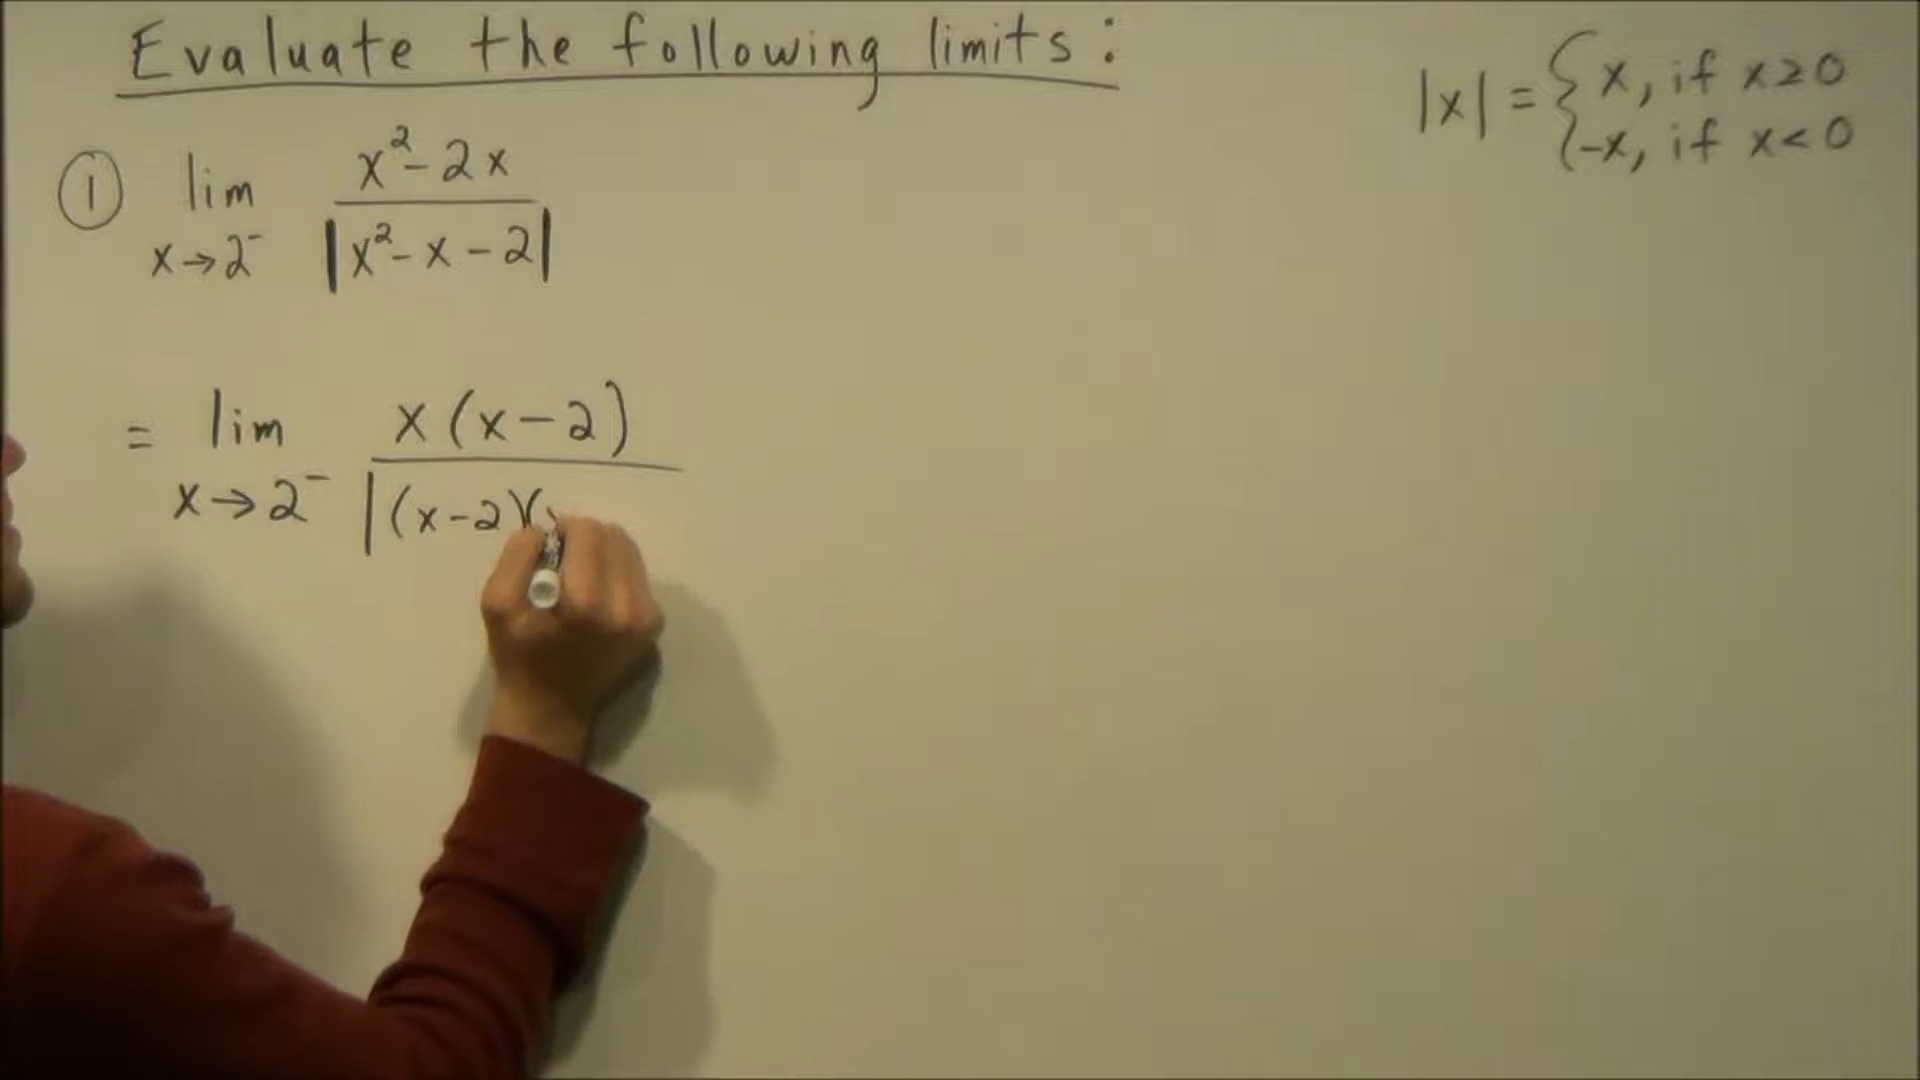 Evaluate the following limits:
|x| = { x, if x ≥ 0
-x, if x < 0
① lim x²-2x
x→2⁻ |x²-x-2|
= lim x(x-2)
x→2⁻ |(x-2)(